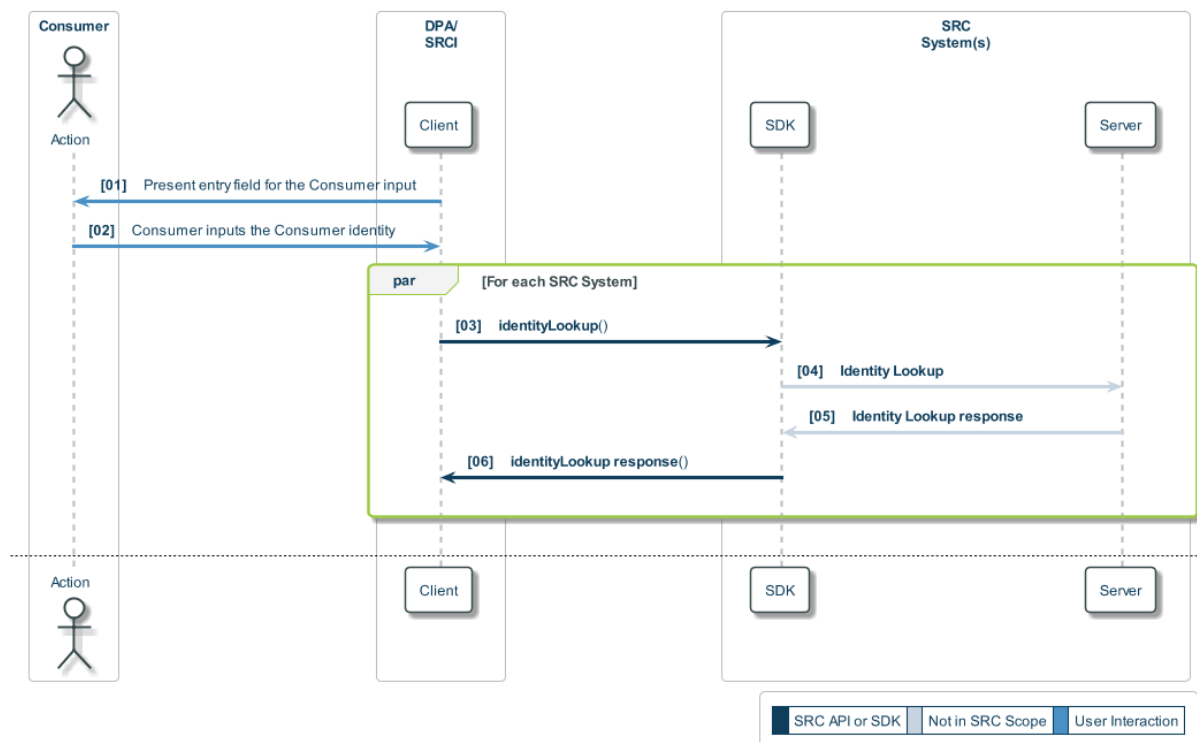 Consumer
DPA/
SRCI
SRC
System(s)
Client
SDK
Server
Action
[01] Present entry field for the Consumer input
[02] Consumer inputs the Consumer identity
par [For each SRC System]
[03] identityLookup()
[04] Identity Lookup
[05] Identity Lookup response
[06] identityLookup response()
Action
Client
SDK
Server
SRC API or SDK Not in SRC Scope User Interaction